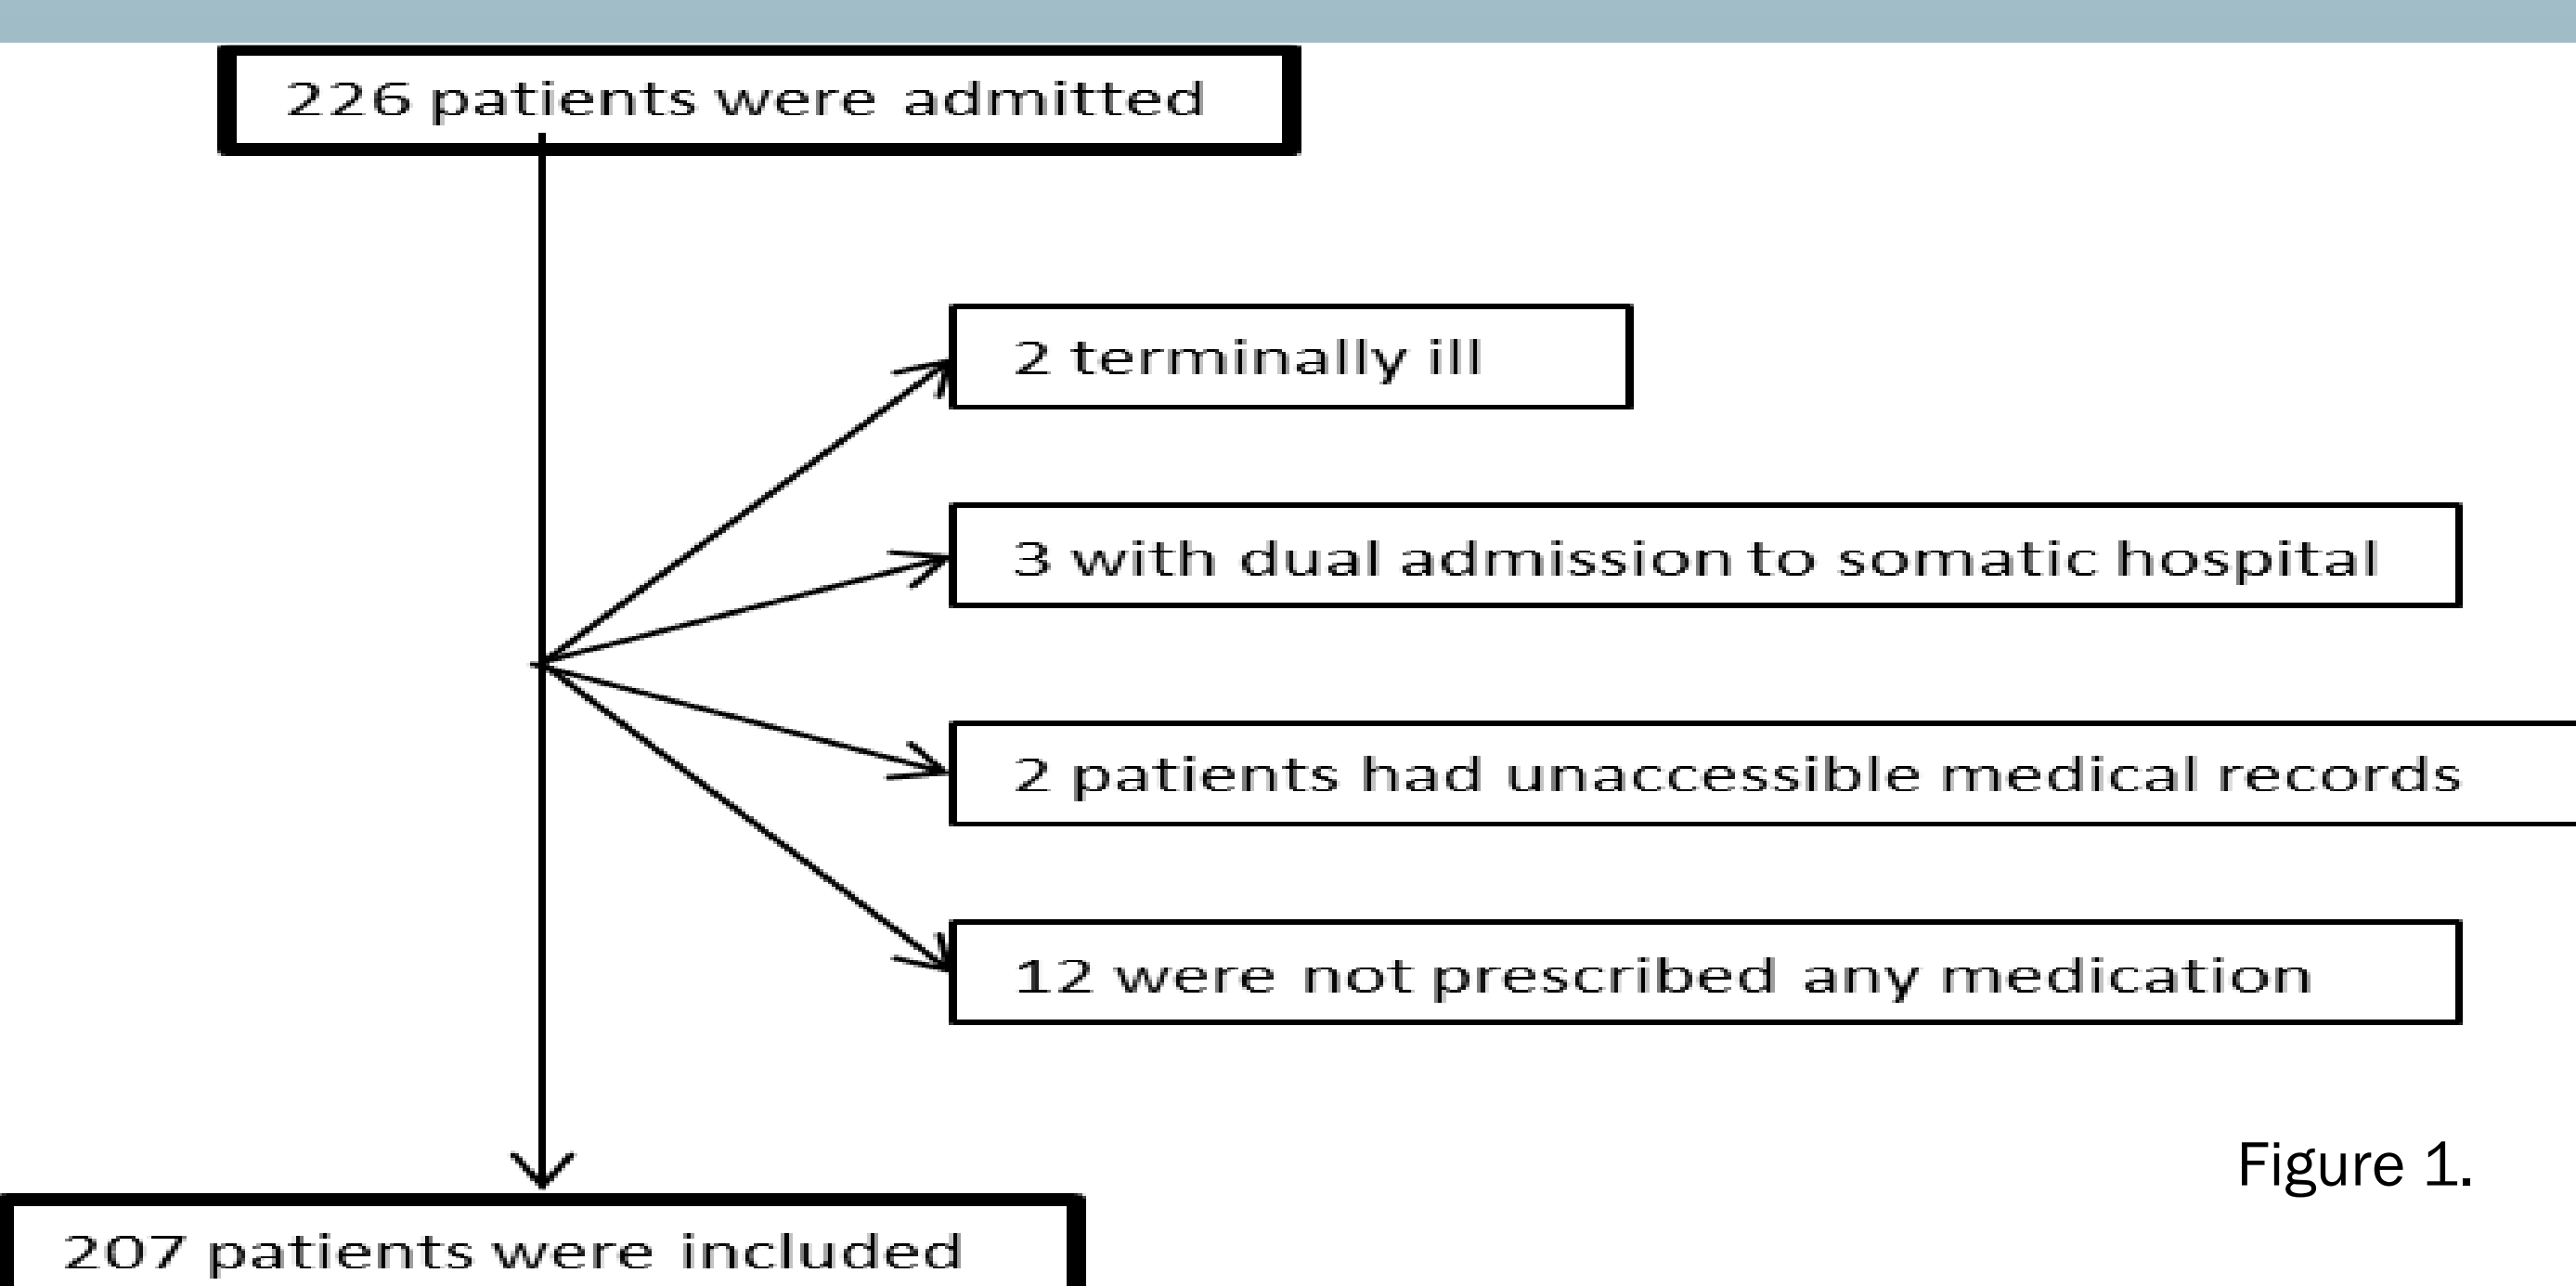 226 patients were admitted
2 terminally ill
3 with dual admission to somatic hospital
2 patients had unaccessible medical records
12 were not prescribed any medication
Figure 1.
207 patients were included